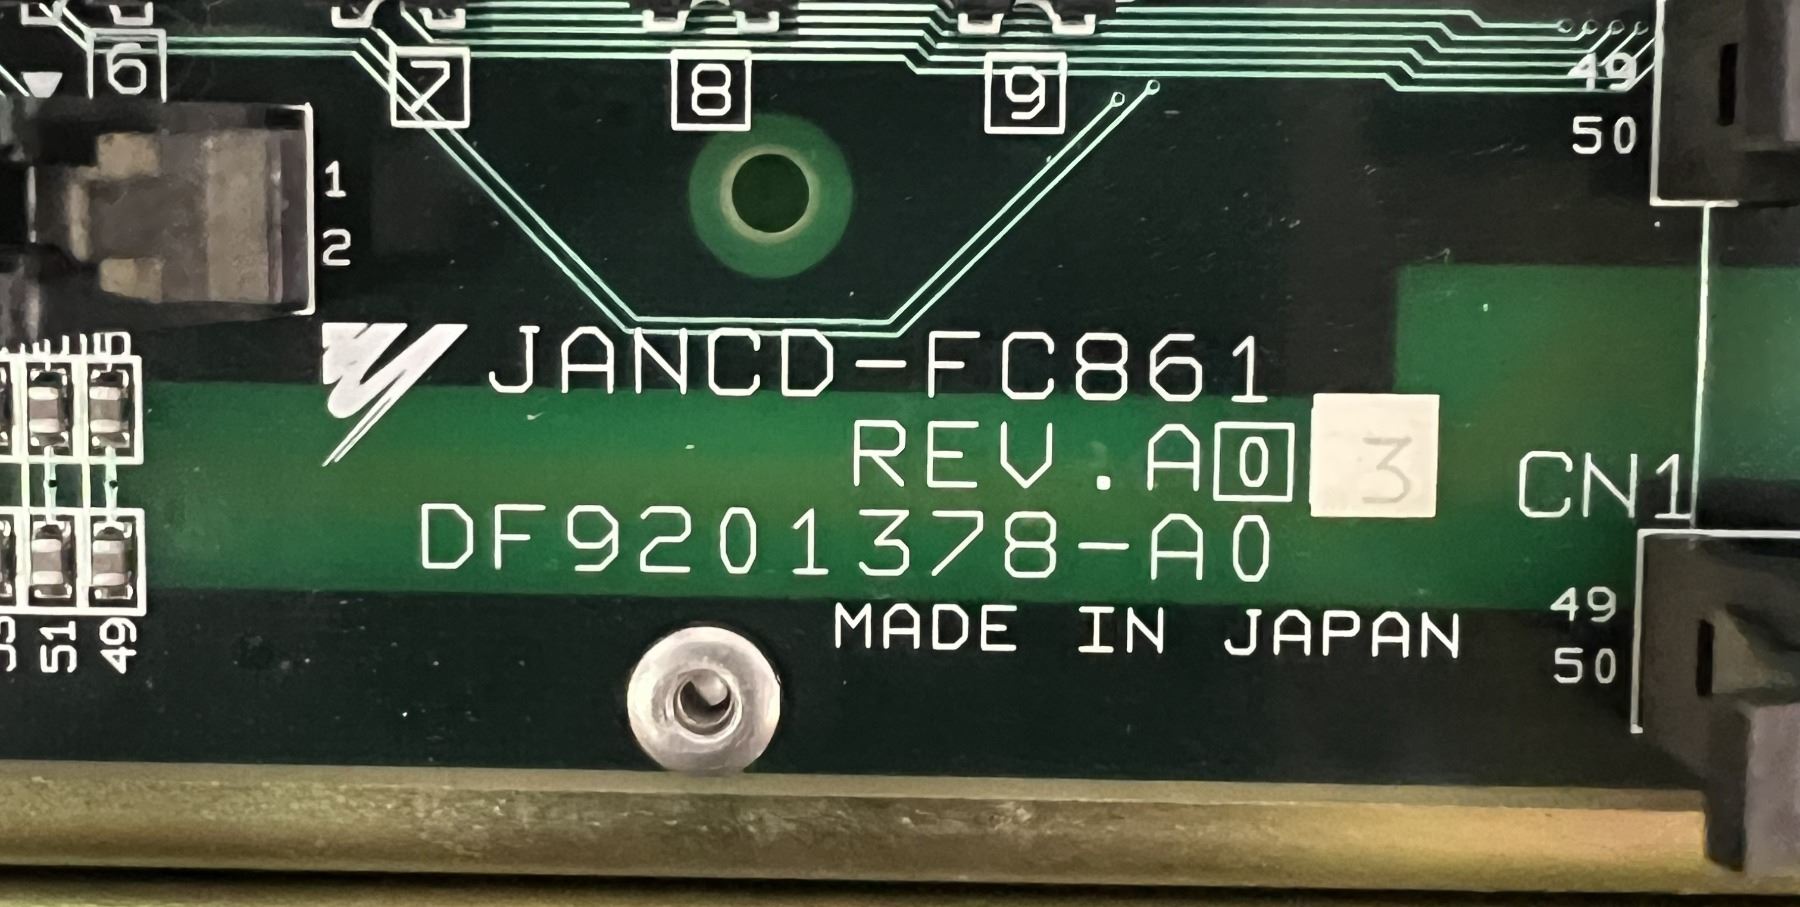 6 7 8 9 49
50
1
2
JANCD-FC861
REV.A0 3
DF9201378-A0
CN1
MADE IN JAPAN
49
50
51 49